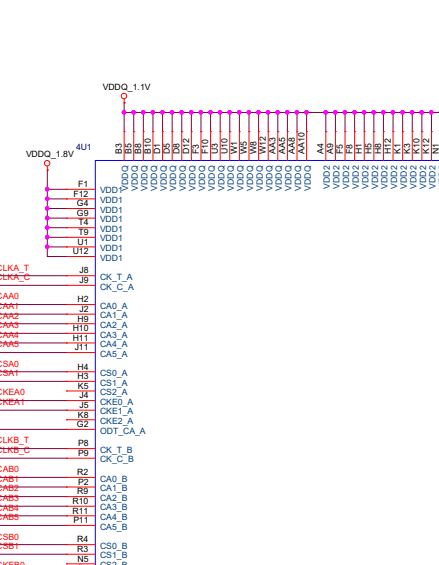 VDDQ_1.1V
B3 B5 B8 B10 D1 D5 D8 D12 F3 F10 U3 U10 W1 W5 W8 W12 AA3 AA5 AA8 AA10 A4 A9 F5 F8 H1 H5 H8 H12 K1 K3 K10 K12 N1
4U1
VDDQ_1.8V
VDDQ VDDQ VDDQ VDDQ VDDQ VDDQ VDDQ VDDQ VDDQ VDDQ VDDQ VDDQ VDDQ VDDQ VDDQ VDDQ VDDQ VDDQ VDDQ VDDQ VDD2 VDD2 VDD2 VDD2 VDD2 VDD2 VDD2 VDD2 VDD2 VDD2 VDD2 VDD2 VDD2
F1 VDD1
F12 VDD1
G4 VDD1
G9 VDD1
T4 VDD1
T9 VDD1
U1 VDD1
U12 VDD1
CLKA_T J8 CK_T_A
CLKA_C J9 CK_C_A
CAA0 H2 CA0_A
CAA1 J2 CA1_A
CAA2 H9 CA2_A
CAA3 H10 CA3_A
CAA4 H11 CA4_A
CAA5 J11 CA5_A
CSA0 H4 CS0_A
CSA1 H3 CS1_A
K5 CS2_A
CKEA0 J4 CKE0_A
CKEA1 J5 CKE1_A
K8 CKE2_A
G2 ODT_CA_A
CLKB_T P8 CK_T_B
CLKB_C P9 CK_C_B
CAB0 R2 CA0_B
CAB1 P2 CA1_B
CAB2 R9 CA2_B
CAB3 R10 CA3_B
CAB4 R11 CA4_B
CAB5 P11 CA5_B
CSB0 R4 CS0_B
CSB1 R3 CS1_B
N5 CS2_B
CKEB0